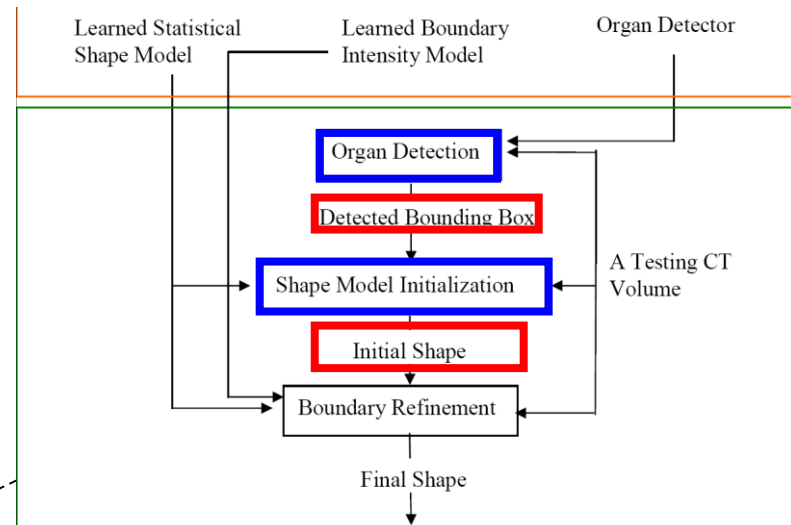 Learned Statistical
Shape Model
Learned Boundary
Intensity Model
Organ Detector
Organ Detection
Detected Bounding Box
Shape Model Initialization
A Testing CT
Volume
Initial Shape
Boundary Refinement
Final Shape